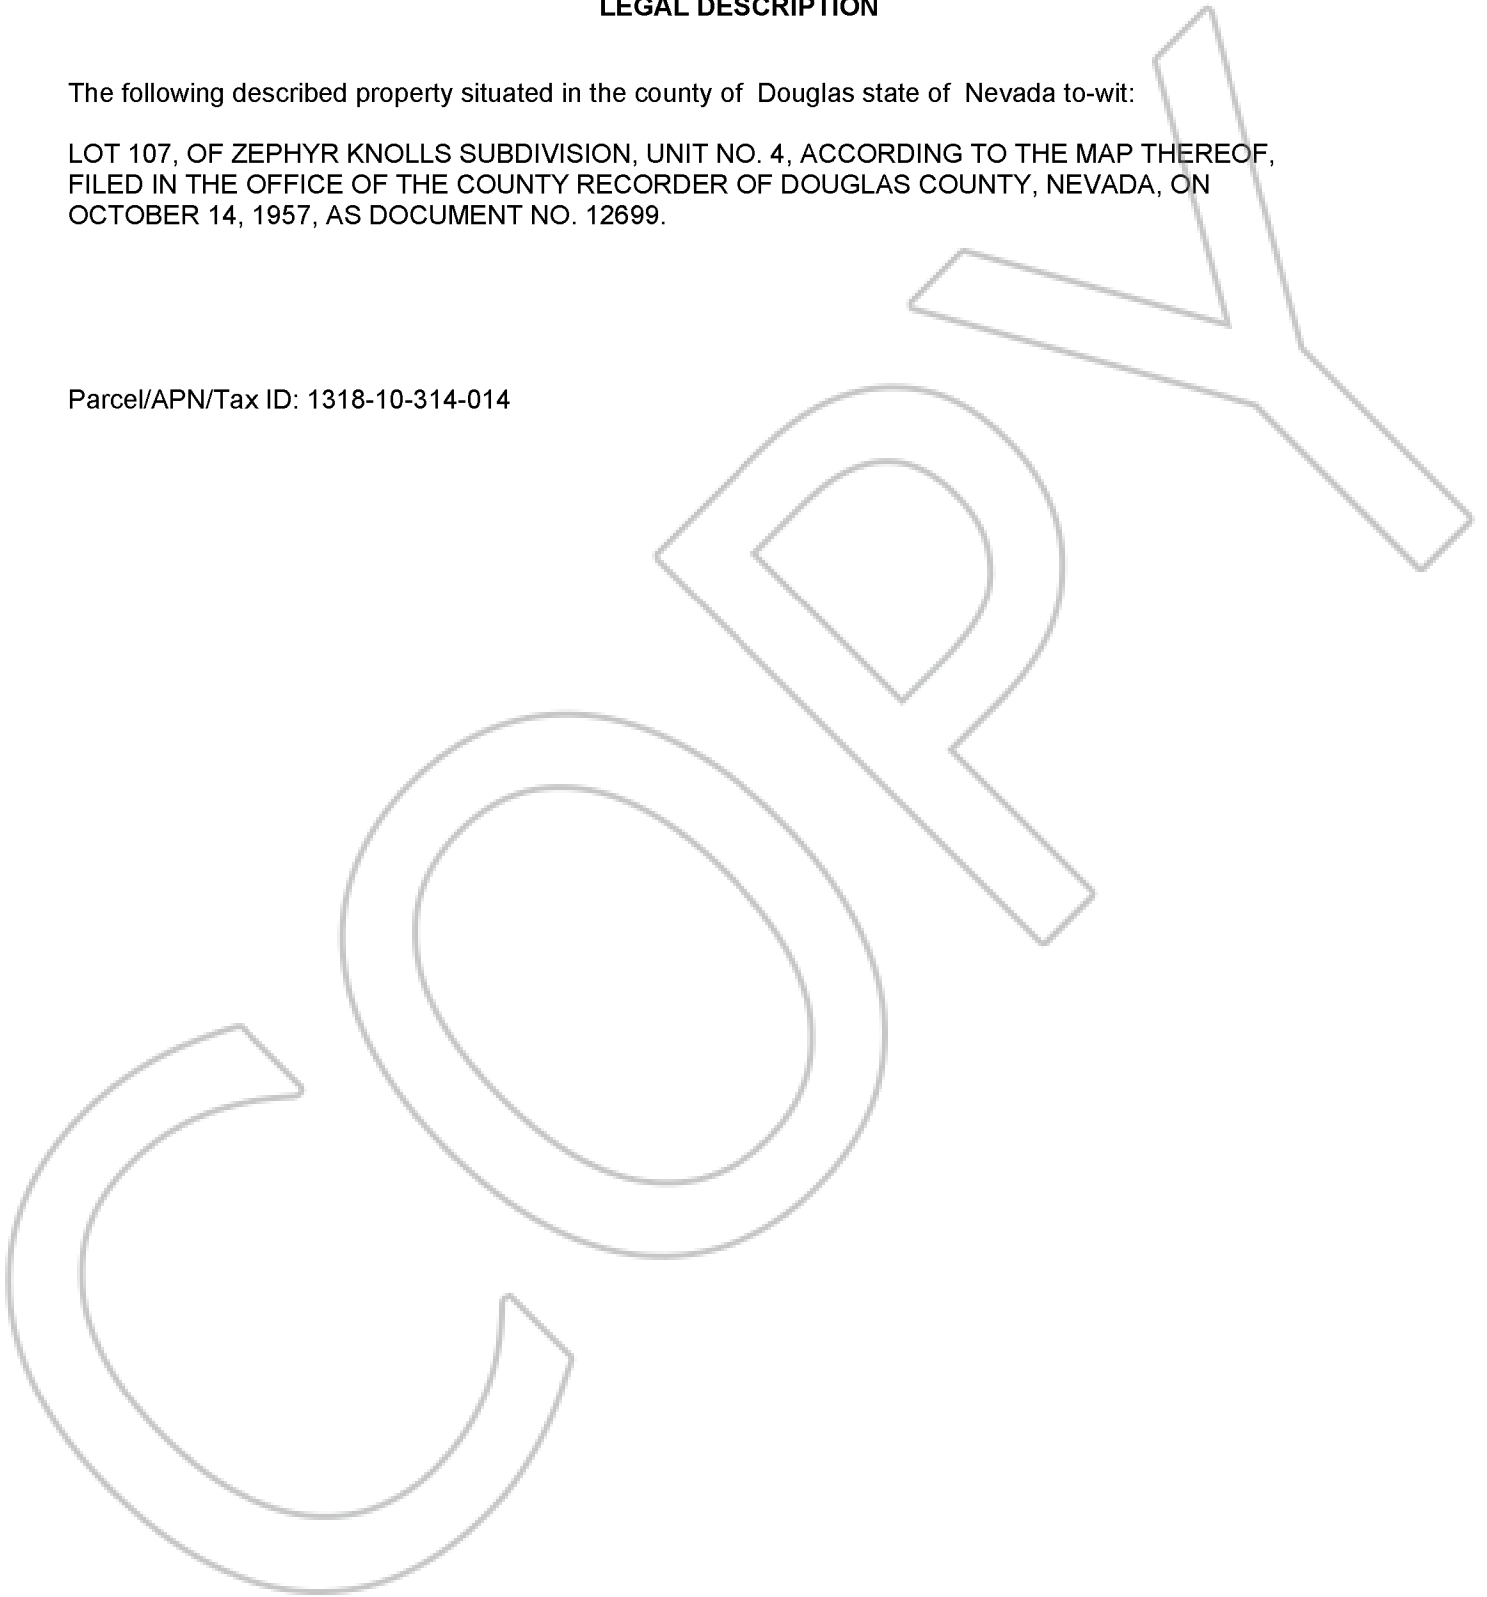 LEGAL DESCRIPTION
The following described property situated in the county of  Douglas state of  Nevada to-wit:
LOT 107, OF ZEPHYR KNOLLS SUBDIVISION, UNIT NO. 4, ACCORDING TO THE MAP THEREOF,
FILED IN THE OFFICE OF THE COUNTY RECORDER OF DOUGLAS COUNTY, NEVADA, ON
OCTOBER 14, 1957, AS DOCUMENT NO. 12699.
Parcel/APN/Tax ID: 1318-10-314-014
COPY